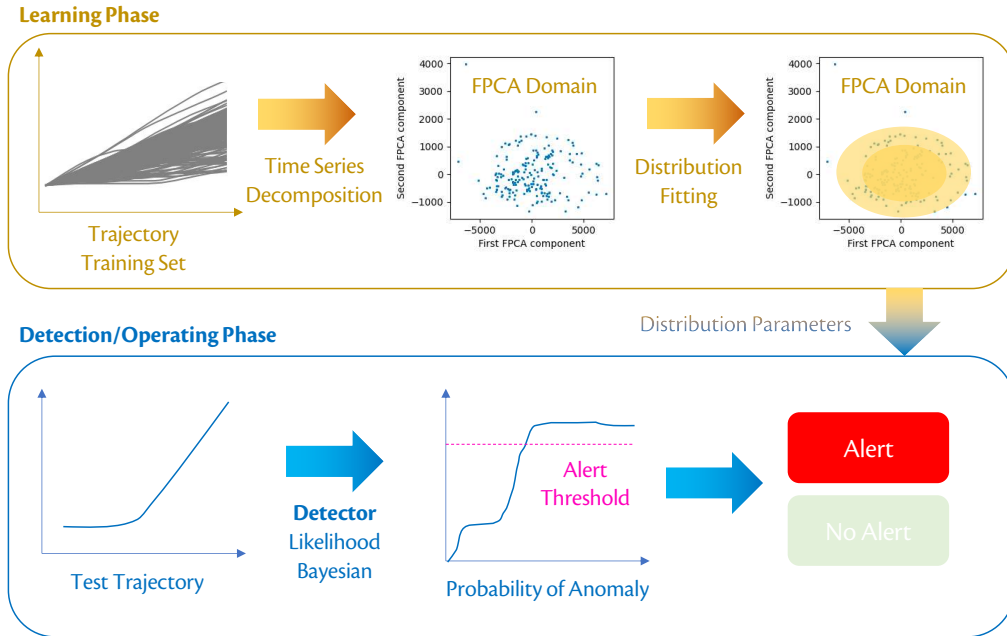 Learning Phase
Trajectory
Training Set
Time Series
Decomposition
4000
3000
2000
1000
0
−1000
Second FPCA component
FPCA Domain
−5000
0
5000
First FPCA component
Distribution
Fitting
4000
3000
2000
1000
0
−1000
Second FPCA component
FPCA Domain
−5000
0
5000
First FPCA component
Distribution Parameters
Detection/Operating Phase
Test Trajectory
Detector
Likelihood
Bayesian
Alert
Threshold
Probability of Anomaly
Alert
No Alert